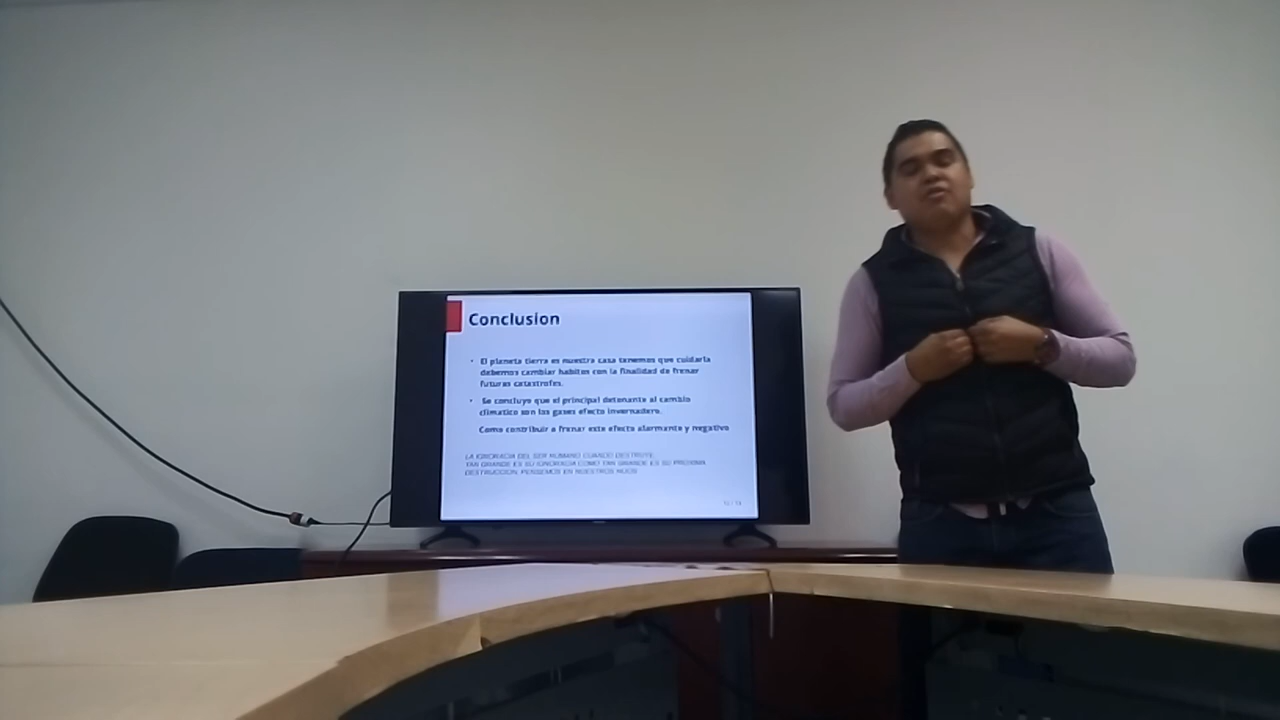 Conclusion
• El planeta tierra es nuestra casa tenemos que cuidarla
debemos cambiar habitos con la finalidad de frenar
futuras catastrofes.
• Se concluye que el principal detonante al cambio
climatico son los gases efecto invernadero.
Como contribuir a frenar este efecto alarmante y negativo
LA IGNORACIA DEL SER HUMANO CUANDO DESTRUYE,
TAN GRANDE ES SU IGNORACIA COMO TAN GRANDE ES SU PROXIMA
DESTRUCCION, PENSEMOS EN NUESTROS HIJOS